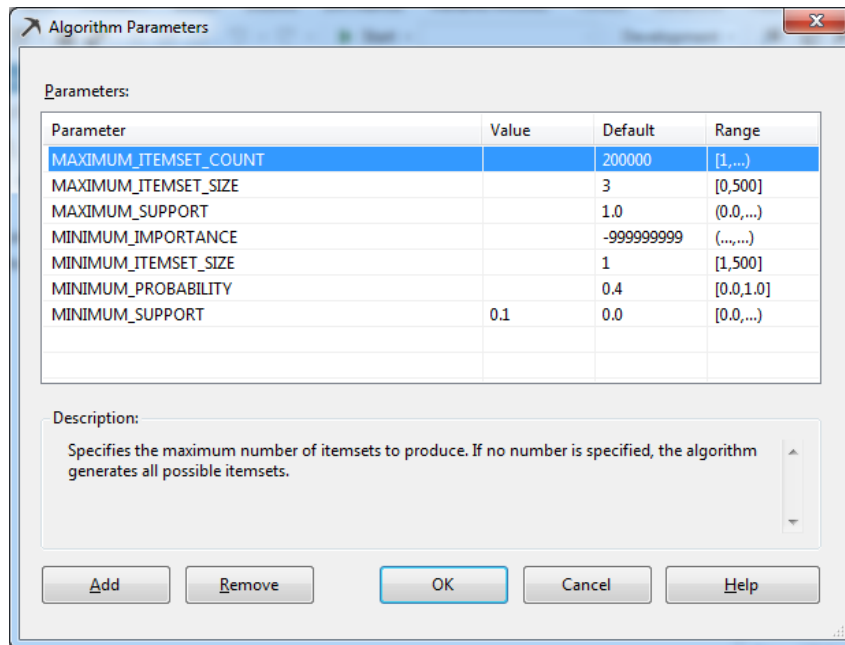 Algorithm Parameters
Start
Development
Parameters:
Parameter Value Default Range
MAXIMUM_ITEMSET_COUNT 200000 [1,...)
MAXIMUM_ITEMSET_SIZE 3 [0,500]
MAXIMUM_SUPPORT 1.0 (0.0,...)
MINIMUM_IMPORTANCE -999999999 (...,...)
MINIMUM_ITEMSET_SIZE 1 [1,500]
MINIMUM_PROBABILITY 0.4 [0.0,1.0]
MINIMUM_SUPPORT 0.1 0.0 [0.0,...)
Description:
Specifies the maximum number of itemsets to produce. If no number is specified, the algorithm
generates all possible itemsets.
Add Remove OK Cancel Help